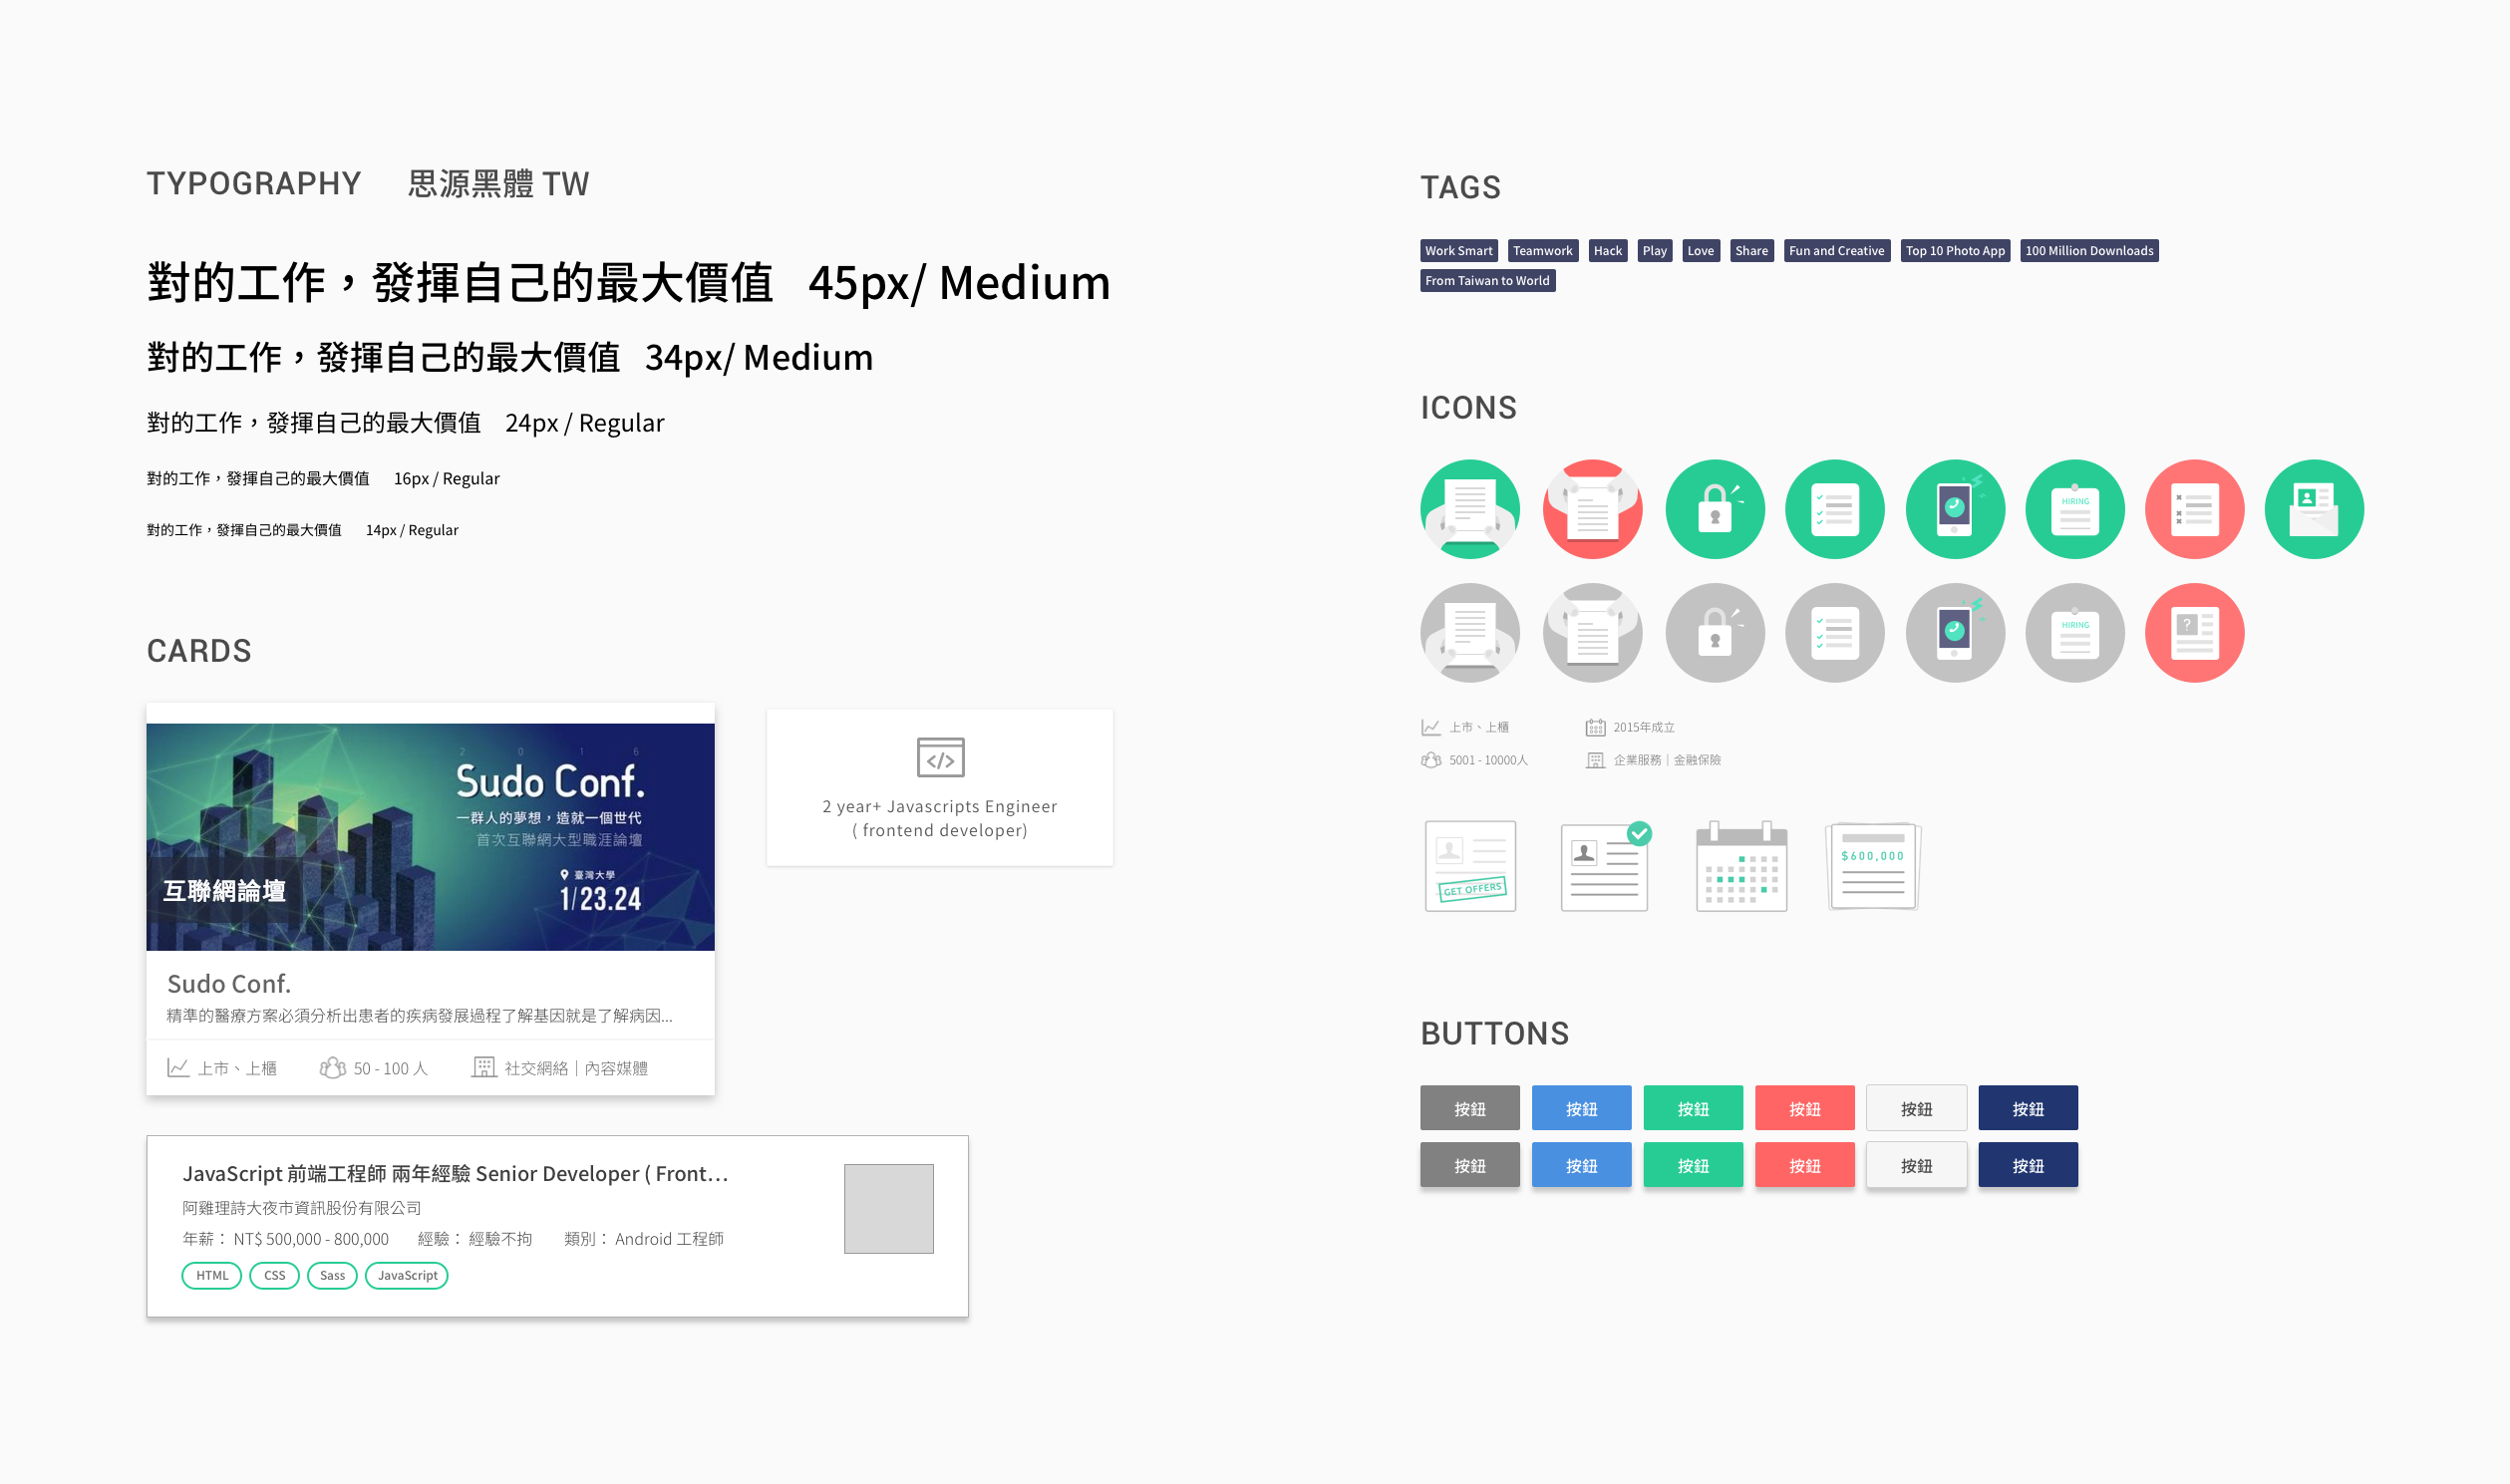 TYPOGRAPHY 思源黑體 TW
對的工作，發揮自己的最大價值 45px/ Medium
對的工作，發揮自己的最大價值 34px/ Medium
對的工作，發揮自己的最大價值 24px / Regular
對的工作，發揮自己的最大價值 16px / Regular
對的工作，發揮自己的最大價值 14px / Regular
CARDS
2 0 1 6
Sudo Conf.
一群人的夢想，造就一個世代
首次互聯網大型職涯論壇
臺灣大學
1/23.24
互聯網論壇
Sudo Conf.
精準的醫療方案必須分析出患者的疾病發展過程了解基因就是了解病因...
上市、上櫃 50 - 100 人 社交網絡｜內容媒體
</>
2 year+ Javascripts Engineer
( frontend developer)
JavaScript 前端工程師 兩年經驗 Senior Developer ( Front…
阿雞理詩大夜市資訊股份有限公司
年薪： NT$ 500,000 - 800,000 經驗： 經驗不拘 類別： Android 工程師
HTML CSS Sass JavaScript
TAGS
Work Smart Teamwork Hack Play Love Share Fun and Creative Top 10 Photo App 100 Million Downloads
From Taiwan to World
ICONS
HIRING
HIRING ?
上市、上櫃 2015年成立
5001 - 10000人 企業服務｜金融保險
GET OFFERS
$600,000
BUTTONS
按鈕 按鈕 按鈕 按鈕 按鈕 按鈕
按鈕 按鈕 按鈕 按鈕 按鈕 按鈕